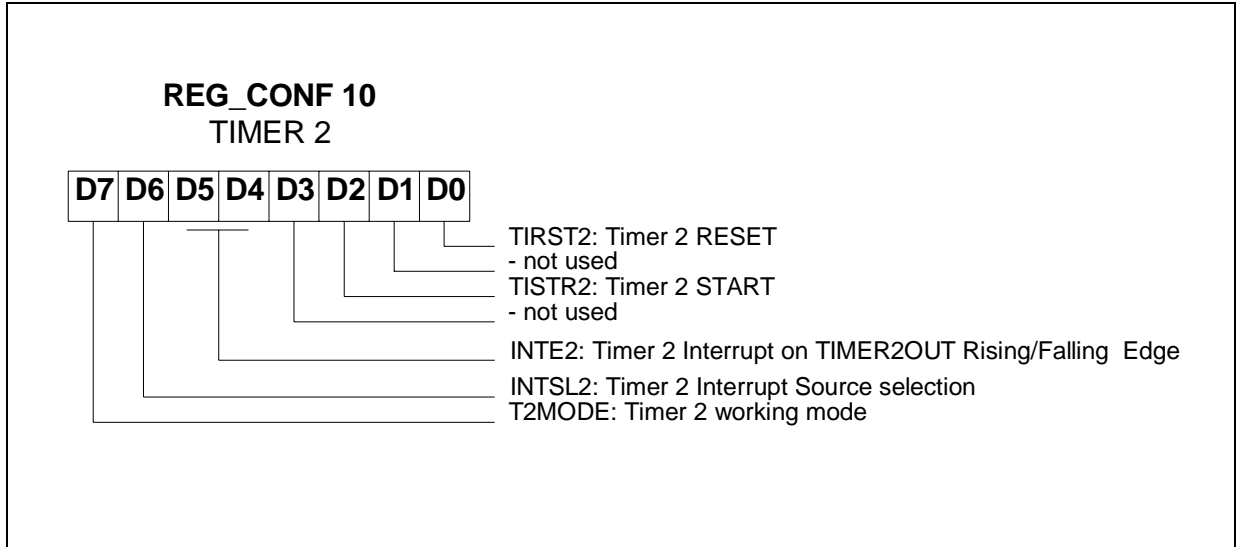 REG_CONF 10
TIMER 2
D7 D6 D5 D4 D3 D2 D1 D0
TIRST2: Timer 2 RESET
- not used
TISTR2: Timer 2 START
- not used
INTE2: Timer 2 Interrupt on TIMER2OUT Rising/Falling Edge
INTSL2: Timer 2 Interrupt Source selection
T2MODE: Timer 2 working mode